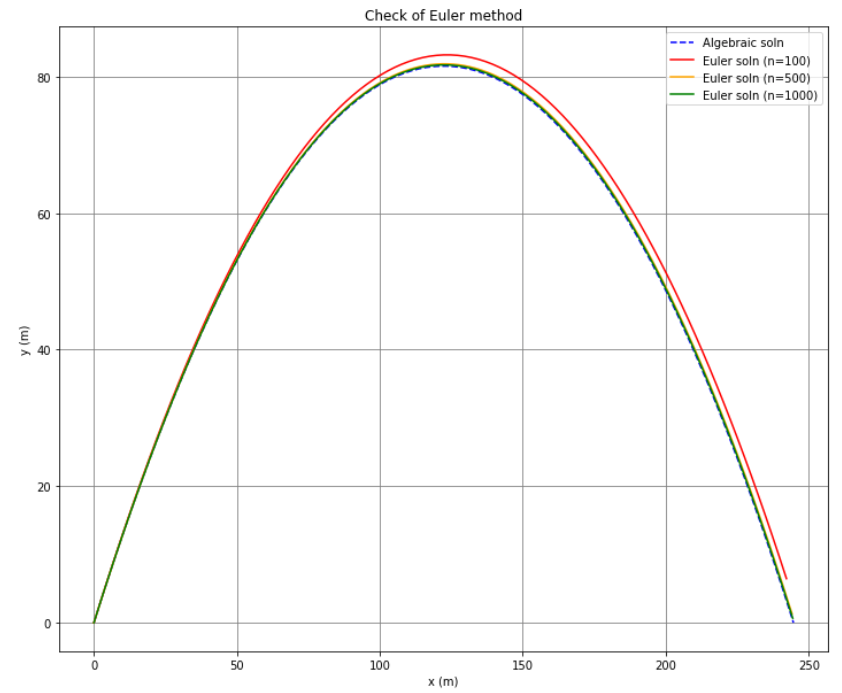 Check of Euler method
Algebraic soln
Euler soln (n=100)
Euler soln (n=500)
Euler soln (n=1000)
80
60
40
20
0
y (m)
0 50 100 150 200 250
x (m)